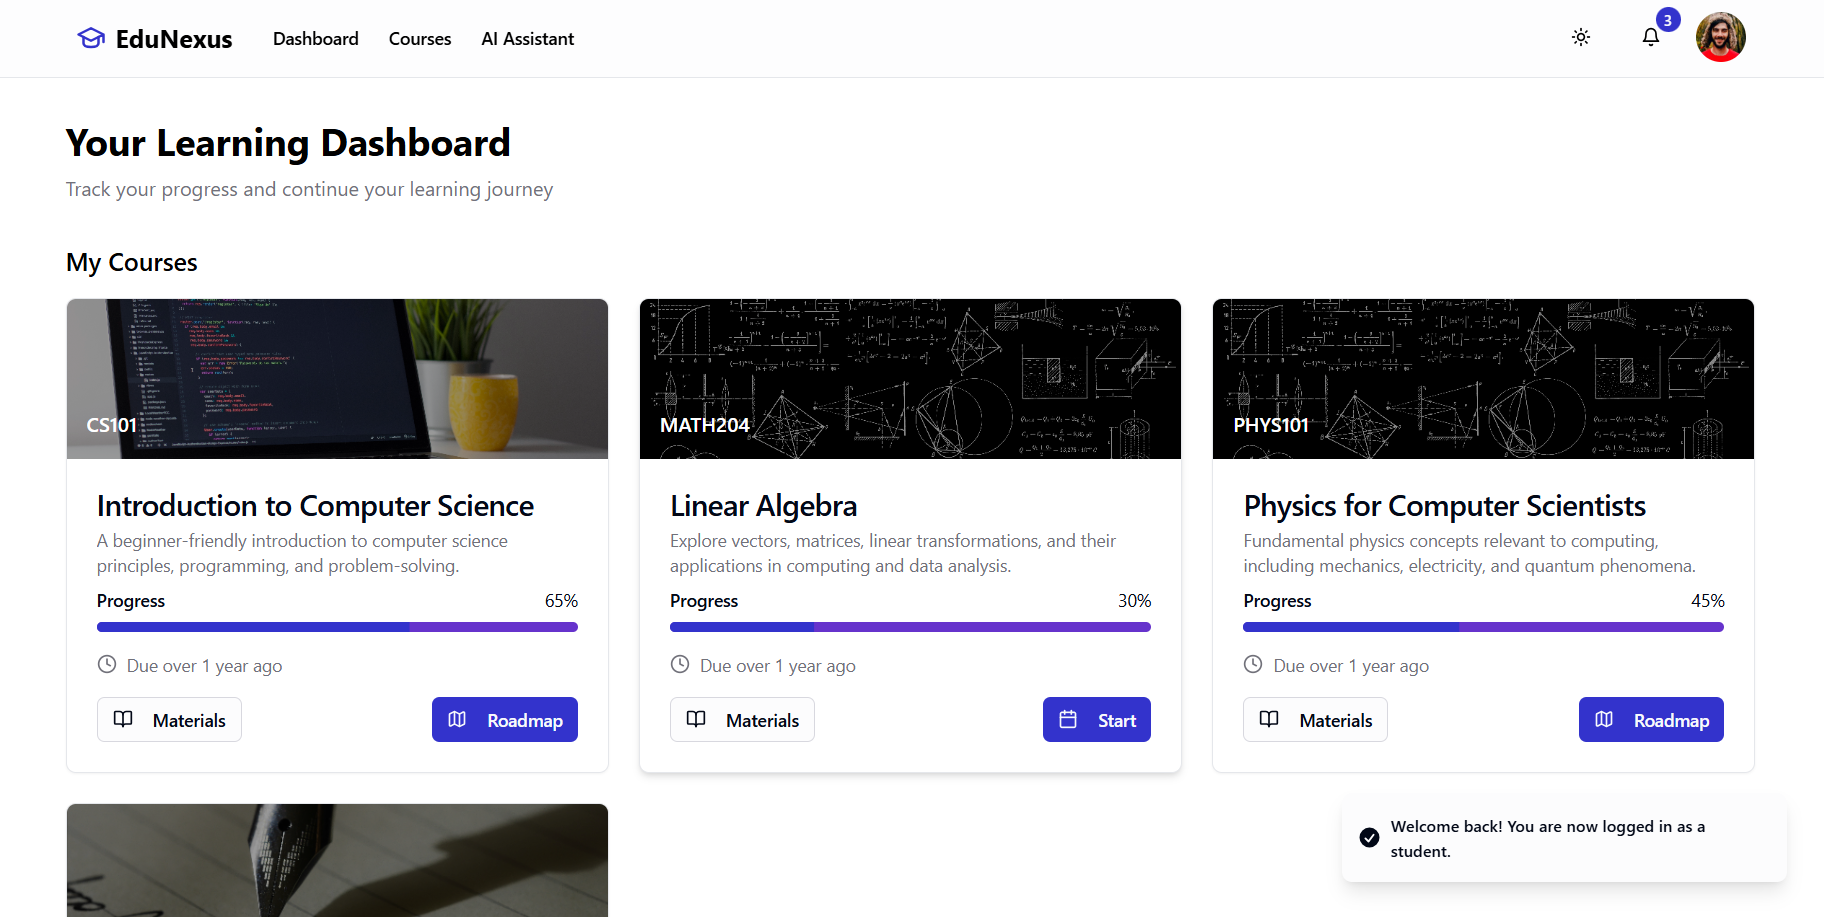 EduNexus Dashboard Courses AI Assistant 3
Your Learning Dashboard
Track your progress and continue your learning journey
My Courses
CS101
Introduction to Computer Science
A beginner-friendly introduction to computer science
principles, programming, and problem-solving.
Progress 65%
Due over 1 year ago
Materials Roadmap
MATH204
Linear Algebra
Explore vectors, matrices, linear transformations, and their
applications in computing and data analysis.
Progress 30%
Due over 1 year ago
Materials Start
PHYS101
Physics for Computer Scientists
Fundamental physics concepts relevant to computing,
including mechanics, electricity, and quantum phenomena.
Progress 45%
Due over 1 year ago
Materials Roadmap
Welcome back! You are now logged in as a
student.